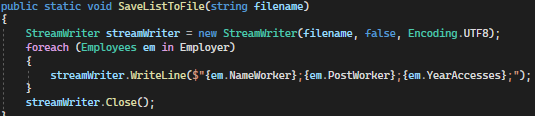 public static void SaveListToFile(string filename)
{
StreamWriter streamWriter = new StreamWriter(filename, false, Encoding.UTF8);
foreach (Employees em in Employer)
{
streamWriter.WriteLine($"{em.NameWorker};{em.PostWorker};{em.YearAccesses};");
}
streamWriter.Close();
}